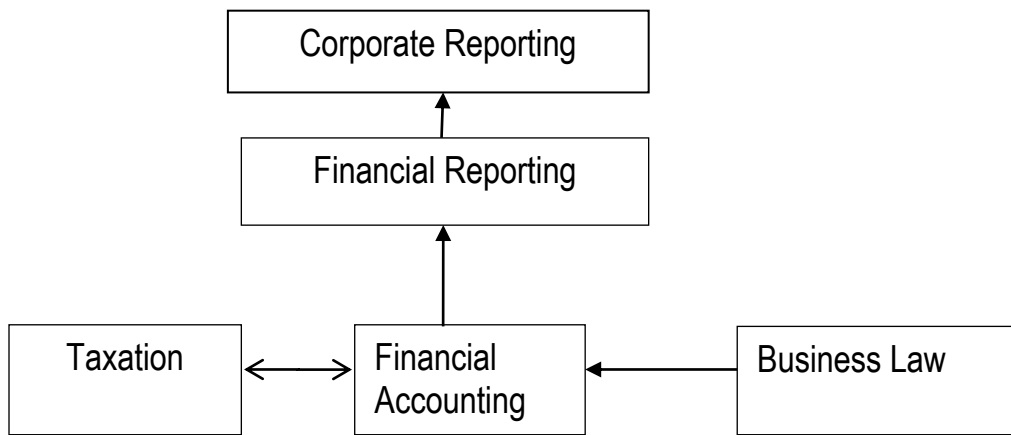 Corporate Reporting
Financial Reporting
Taxation
Financial
Accounting
Business Law